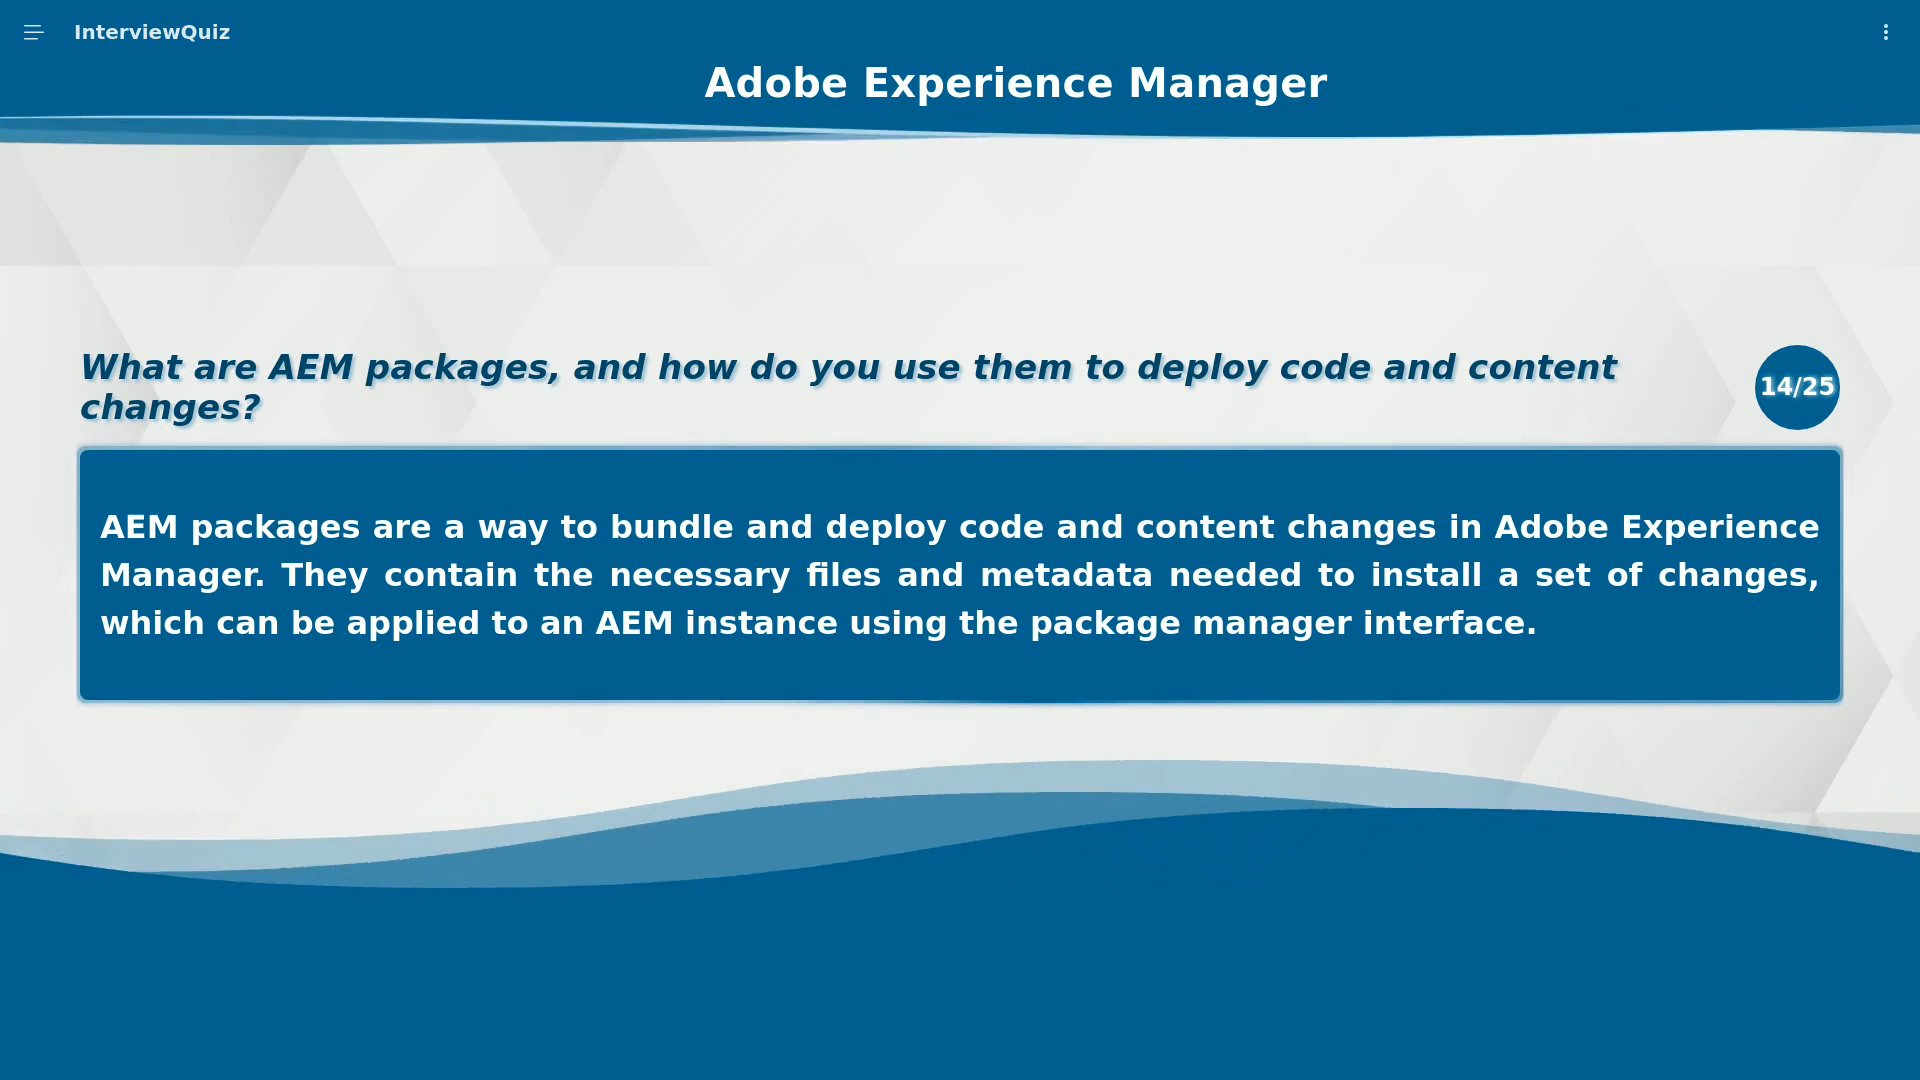 InterviewQuiz
Adobe Experience Manager
What are AEM packages, and how do you use them to deploy code and content
changes?
14/25
AEM packages are a way to bundle and deploy code and content changes in Adobe Experience
Manager. They contain the necessary files and metadata needed to install a set of changes,
which can be applied to an AEM instance using the package manager interface.